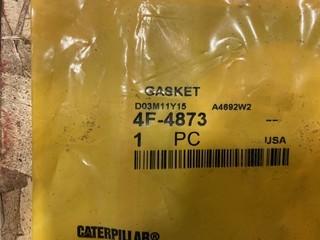 GASKET
D03M11Y15 A4692W2
4F-4873 --
1 PC USA
CATERPILLAR®